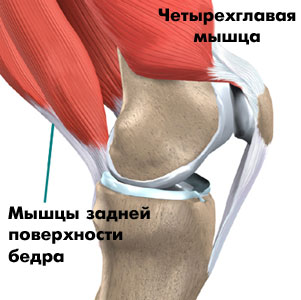 Четырехглавая
мышца
Мышцы задней
поверхности
бедра